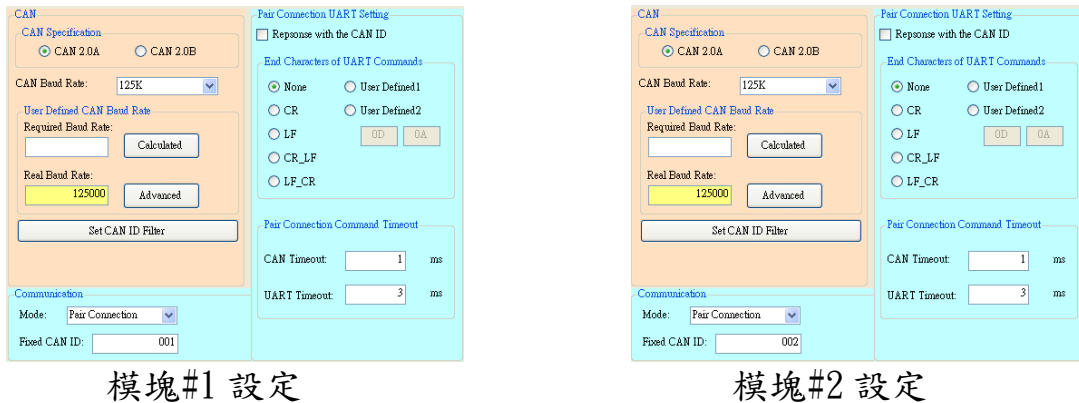 CAN
CAN Specification
CAN 2.0A CAN 2.0B
CAN Baud Rate: 125K
User Defined CAN Baud Rate
Required Baud Rate:
Calculated
Real Baud Rate:
125000 Advanced
Set CAN ID Filter
Communication
Mode: Pair Connection
Fixed CAN ID: 001
Pair Connection UART Setting
Repsonse with the CAN ID
End Characters of UART Commands
None User Defined1
CR User Defined2
LF 0D 0A
CR_LF
LF_CR
Pair Connection Command Timeout
CAN Timeout: 1 ms
UART Timeout: 3 ms
模塊#1 設定
CAN
CAN Specification
CAN 2.0A CAN 2.0B
CAN Baud Rate: 125K
User Defined CAN Baud Rate
Required Baud Rate:
Calculated
Real Baud Rate:
125000 Advanced
Set CAN ID Filter
Communication
Mode: Pair Connection
Fixed CAN ID: 002
Pair Connection UART Setting
Repsonse with the CAN ID
End Characters of UART Commands
None User Defined1
CR User Defined2
LF 0D 0A
CR_LF
LF_CR
Pair Connection Command Timeout
CAN Timeout: 1 ms
UART Timeout: 3 ms
模塊#2 設定